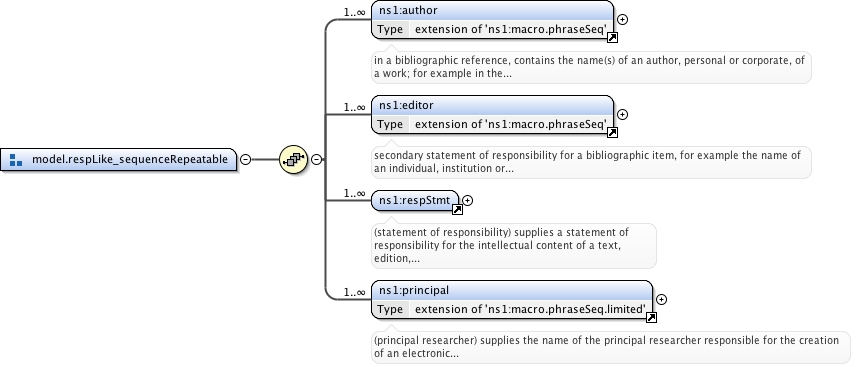 1..∞
ns1:author
Type extension of 'ns1:macro.phraseSeq'
in a bibliographic reference, contains the name(s) of an author, personal or corporate, of
a work; for example in the...
1..∞
ns1:editor
Type extension of 'ns1:macro.phraseSeq'
secondary statement of responsibility for a bibliographic item, for example the name of
an individual, institution or...
model.respLike_sequenceRepeatable
1..∞
ns1:respStmt
(statement of responsibility) supplies a statement of
responsibility for the intellectual content of a text,
edition,...
1..∞
ns1:principal
Type extension of 'ns1:macro.phraseSeq.limited'
(principal researcher) supplies the name of the principal researcher responsible for the creation
of an electronic...